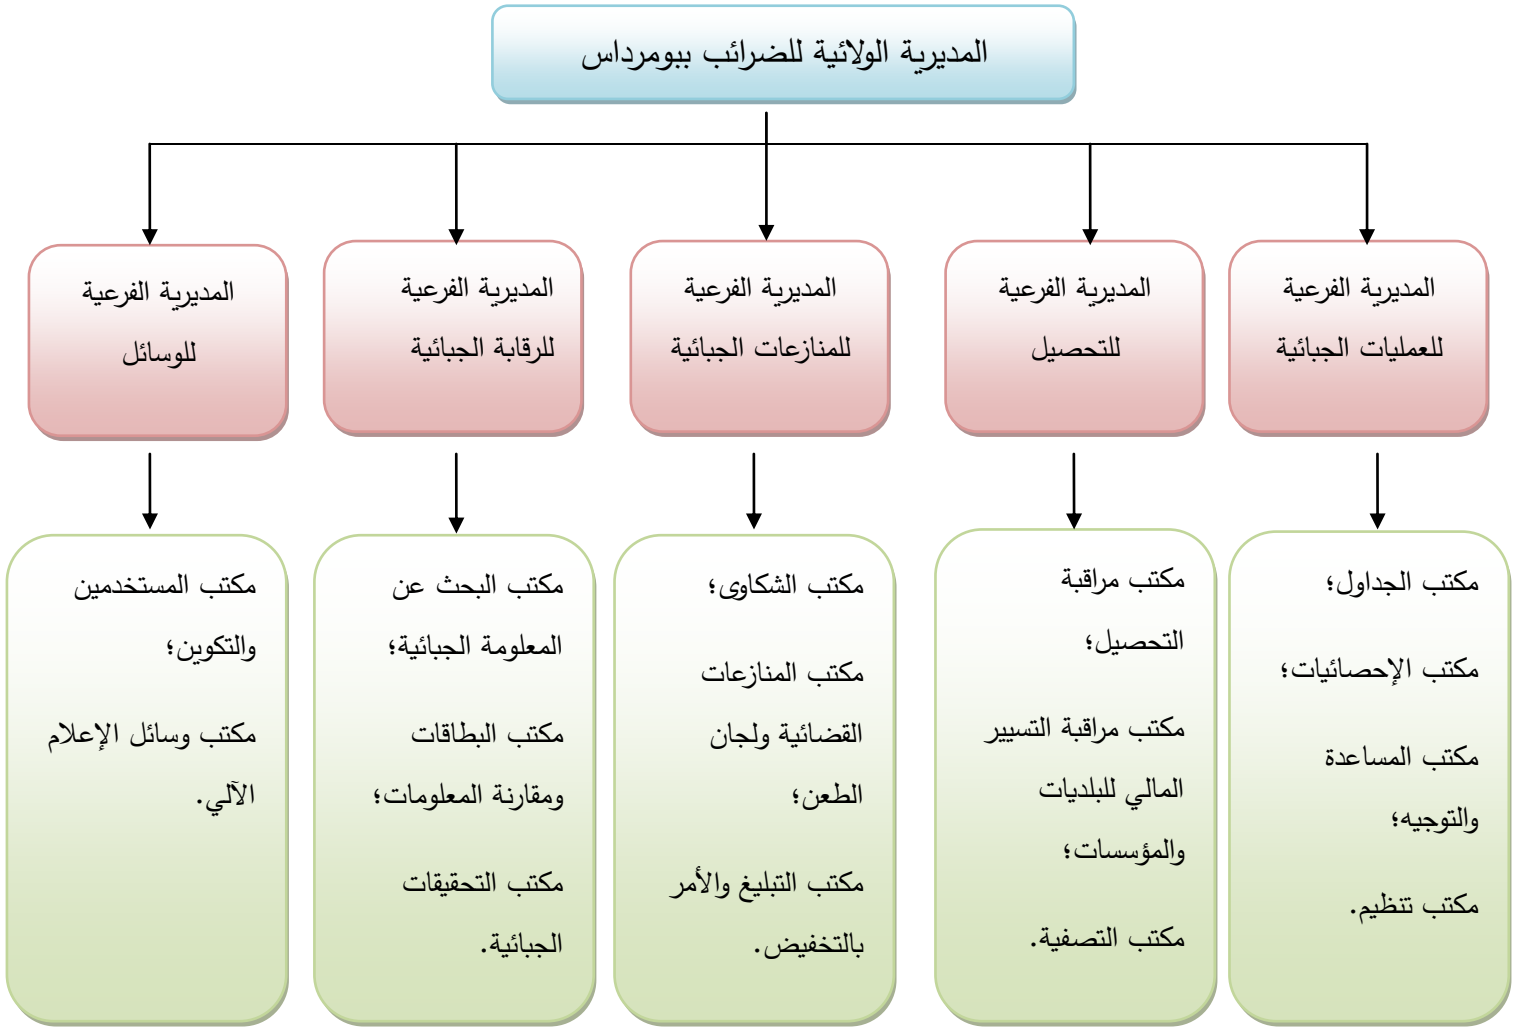 المديرية الولائية للضرائب ببومرداس
المديرية الفرعية
للعمليات الجبائية
المديرية الفرعية
للتحصيل
المديرية الفرعية
للمنازعات الجبائية
المديرية الفرعية
للرقابة الجبائية
المديرية الفرعية
للوسائل
مكتب الجداول؛
مكتب الإحصائيات؛
مكتب المساعدة
والتوجيه؛
مكتب تنظيم.
مكتب مراقبة
التحصيل؛
مكتب مراقبة التسيير
المالي للبلديات
والمؤسسات؛
مكتب التصفية.
مكتب الشكاوى؛
مكتب المنازعات
القضائية ولجان
الطعن؛
مكتب التبليغ والأمر
بالتخفيض.
مكتب البحث عن
المعلومة الجبائية؛
مكتب البطاقات
ومقارنة المعلومات؛
مكتب التحقيقات
الجبائية.
مكتب المستخدمين
والتكوين؛
مكتب وسائل الإعلام
الآلي.